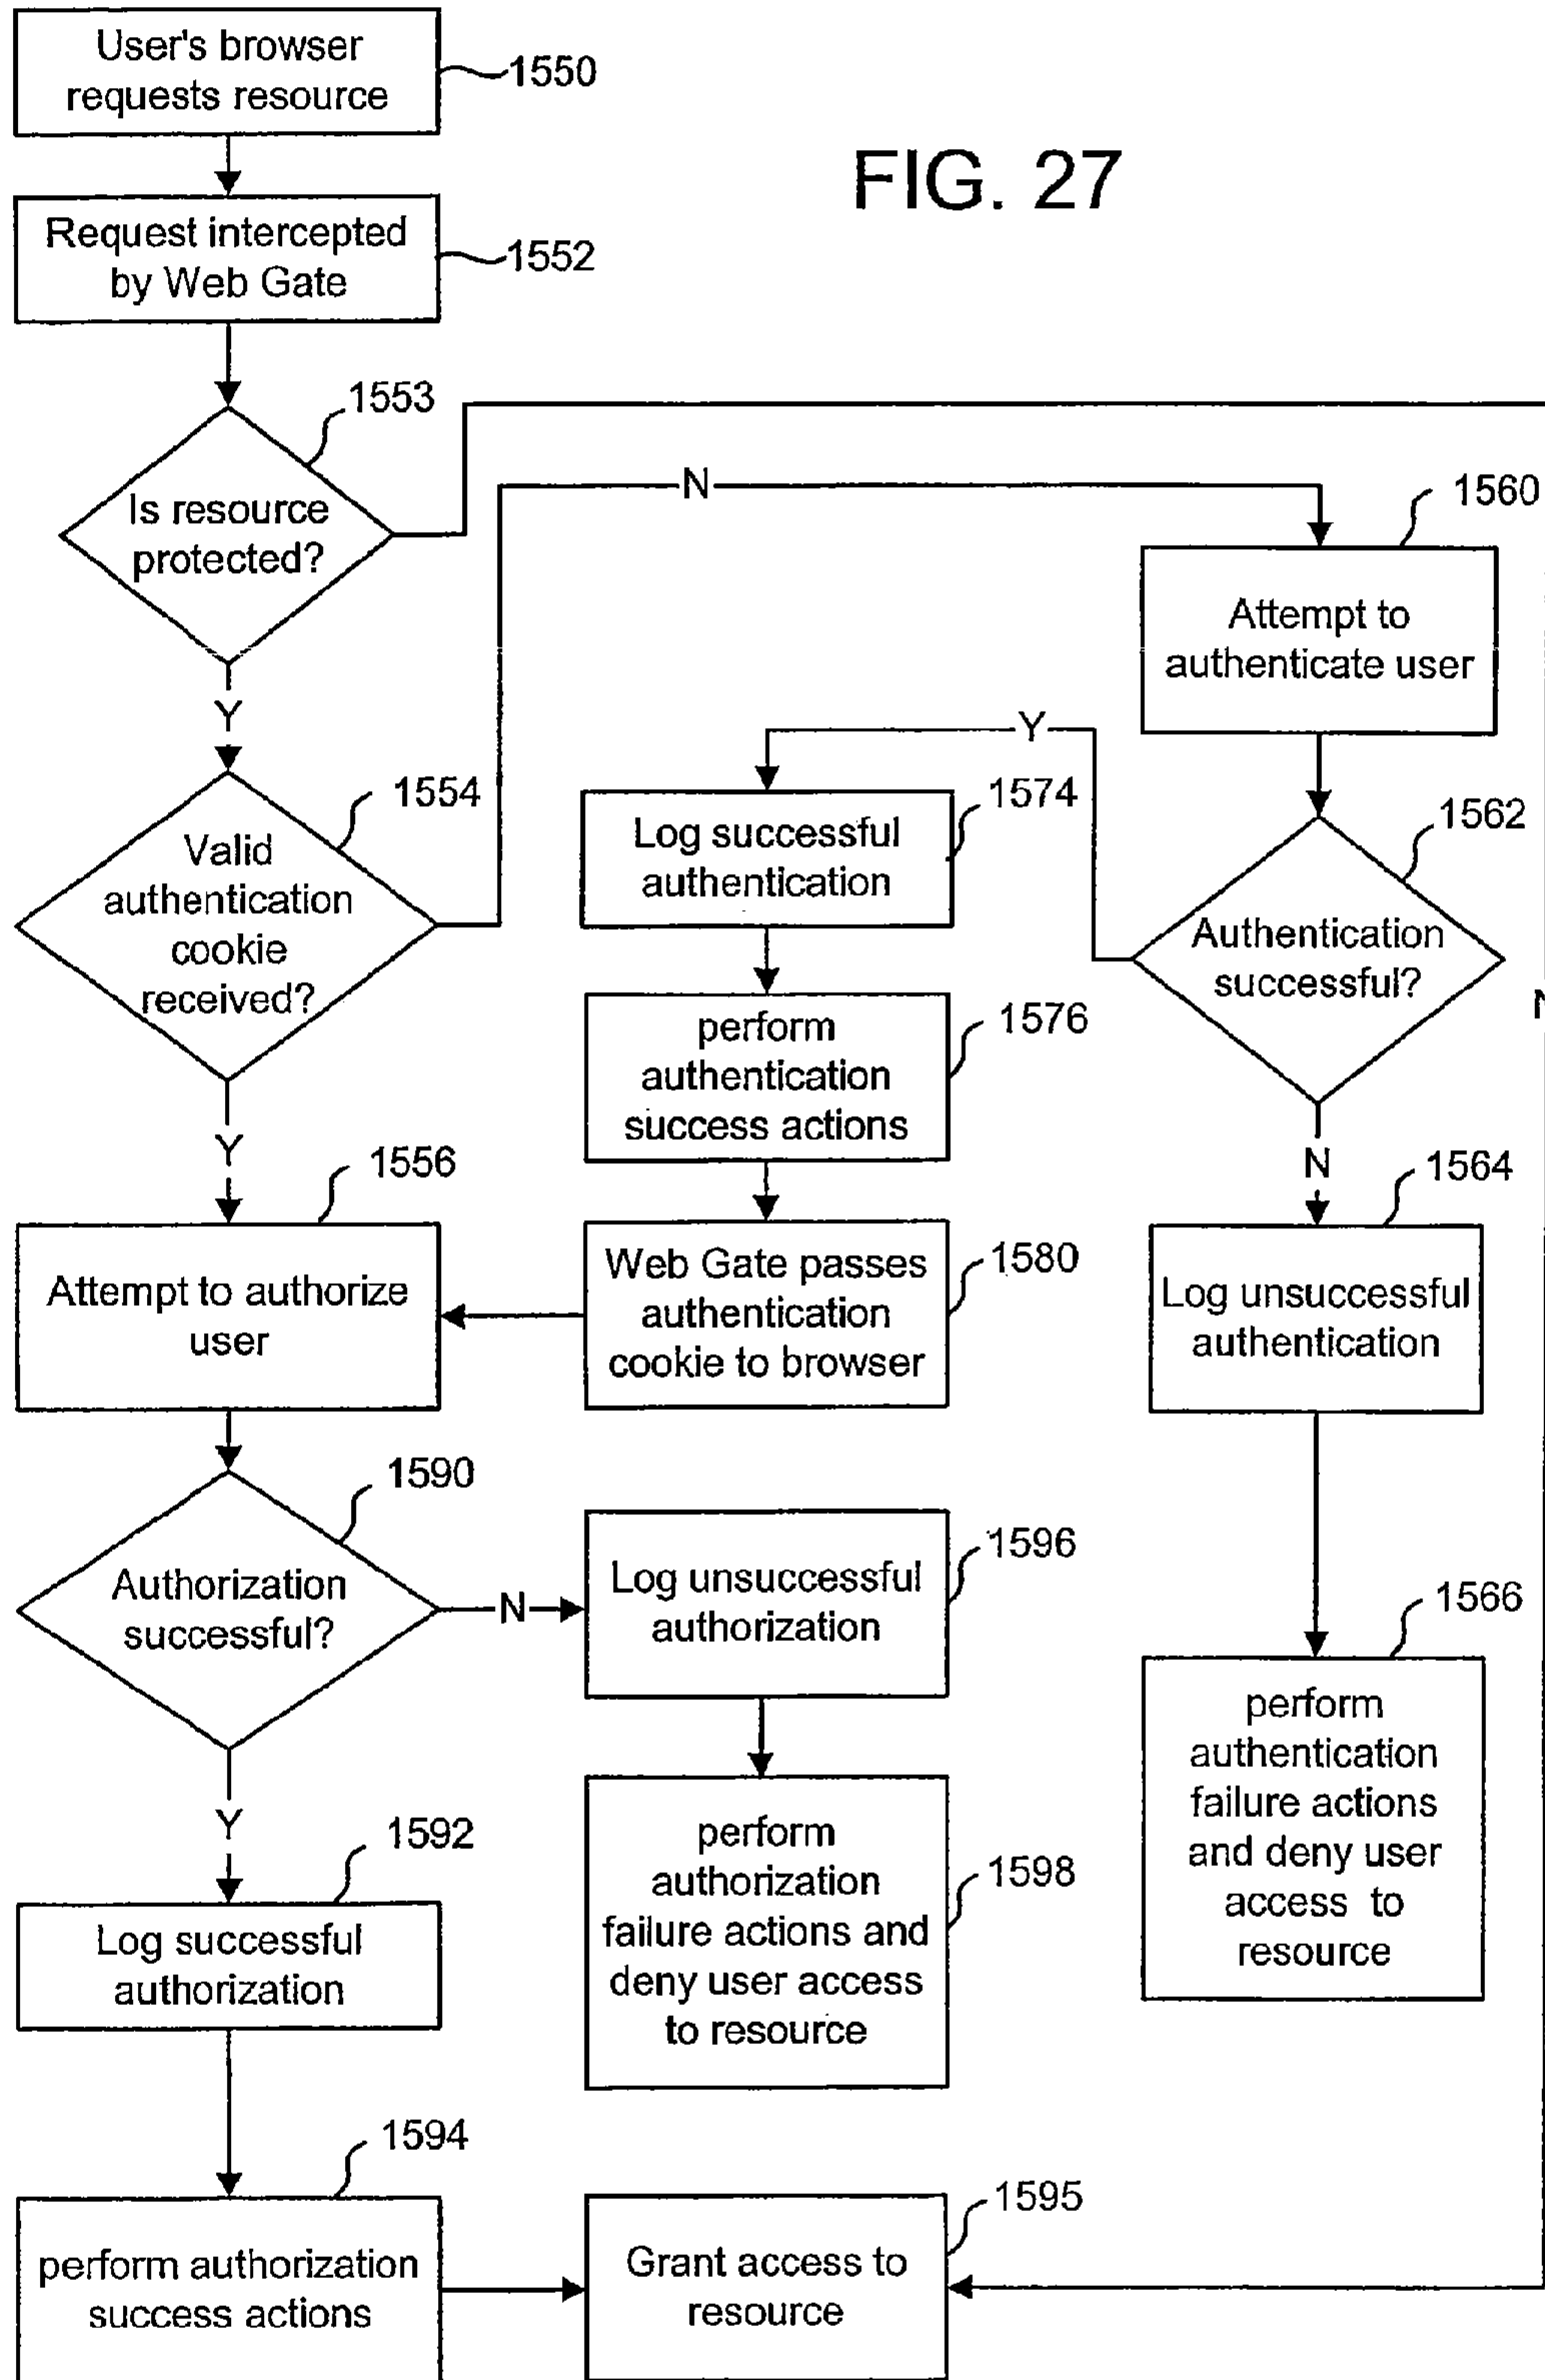 User's browser
requests resource
1550
FIG. 27
Request intercepted
by Web Gate
1552
1553
Is resource
protected?
N
1560
Attempt to
authenticate user
Y
Y
1554
Valid
authentication
cookie
received?
1574
Log successful
authentication
1562
Authentication
successful?
N
1576
perform
authentication
success actions
Y
N
1556
1564
Attempt to authorize
user
Web Gate passes
authentication
cookie to browser
1580
Log unsuccessful
authentication
1590
Authorization
successful?
N
1596
Log unsuccessful
authorization
1566
perform
authentication
failure actions
and deny user
access to
resource
Y
1592
Log successful
authorization
perform
authorization
failure actions and
deny user access
to resource
1598
1594
perform authorization
success actions
1595
Grant access to
resource